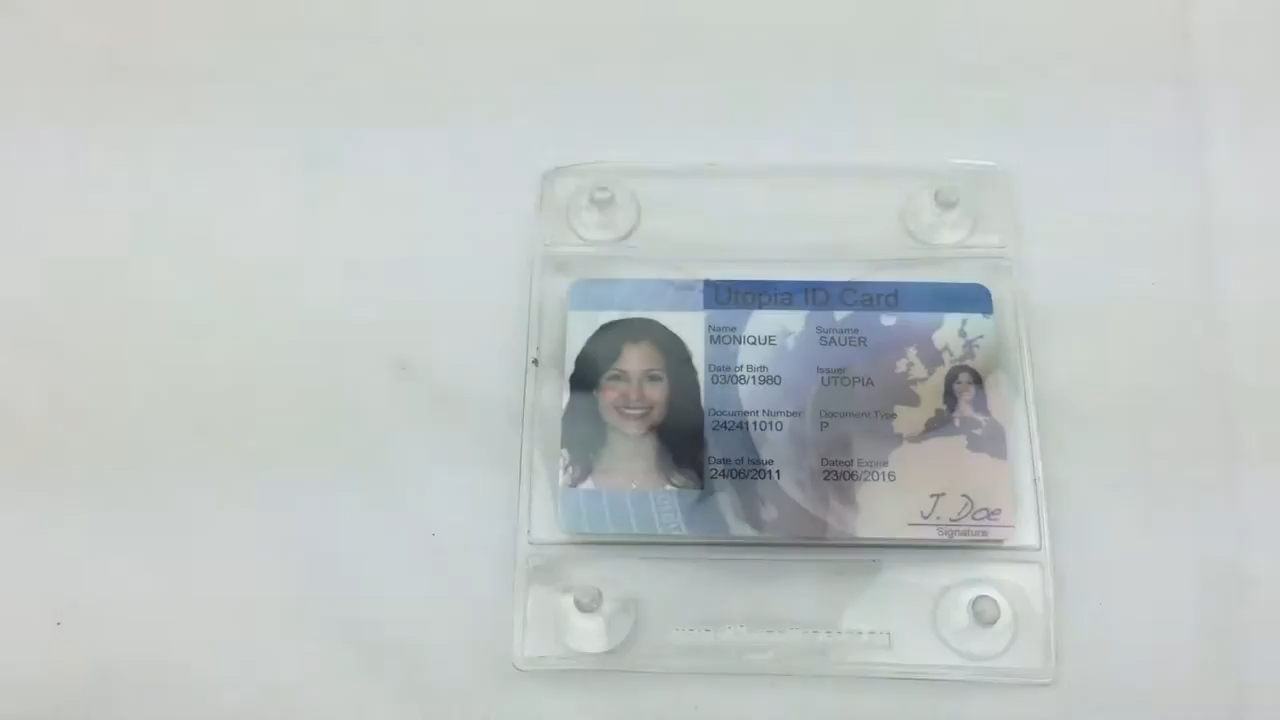 Utopia ID Card
Name Surname
MONIQUE SAUER
Date of Birth Issuer
03/08/1980 UTOPIA
Document Number Document Type
242411010 P
Date of Issue Dateof Expire
24/06/2011 23/06/2016
J. Doe
Signature